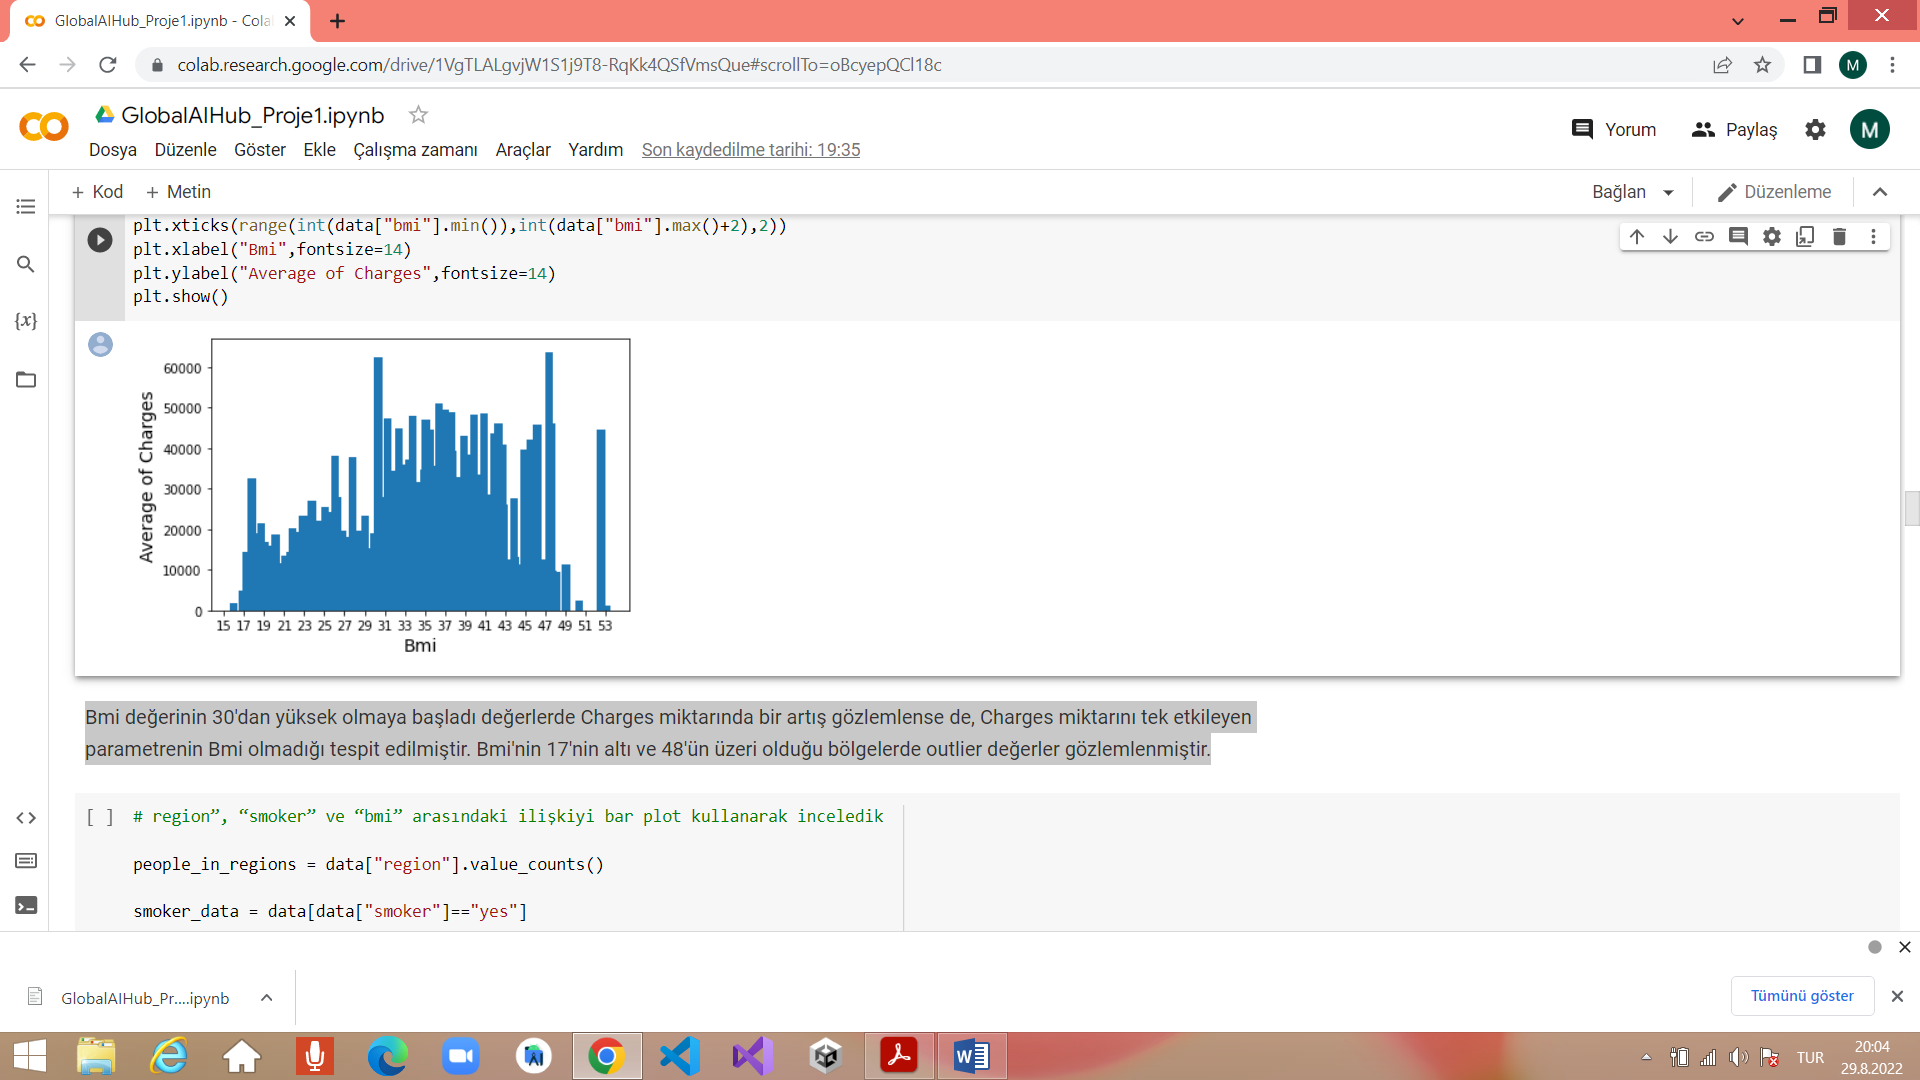 GlobalAIHub_Proje1.ipynb - Cola
colab.research.google.com/drive/1VgTLALgvjW1S1j9T8-RqKk4QSfVmsQue#scrollTo=oBcyepQCl18c
M
GlobalAIHub_Proje1.ipynb
Yorum
Paylaş
M
Dosya Düzenle Göster Ekle Çalışma zamanı Araçlar Yardım Son kaydedilme tarihi: 19:35
+ Kod + Metin
Bağlan
Düzenleme
plt.xticks(range(int(data["bmi"].min()),int(data["bmi"].max()+2),2))
plt.xlabel("Bmi",fontsize=14)
plt.ylabel("Average of Charges",fontsize=14)
plt.show()
{x}
Average of Charges
60000
50000
40000
30000
20000
10000
0
15 17 19 21 23 25 27 29 31 33 35 37 39 41 43 45 47 49 51 53
Bmi
Bmi değerinin 30'dan yüksek olmaya başladı değerlerde Charges miktarında bir artış gözlemlense de, Charges miktarını tek etkileyen
parametrenin Bmi olmadığı tespit edilmiştir. Bmi'nin 17'nin altı ve 48'ün üzeri olduğu bölgelerde outlier değerler gözlemlenmiştir.
[ ] # region”, “smoker” ve “bmi” arasındaki ilişkiyi bar plot kullanarak inceledik
people_in_regions = data["region"].value_counts()
smoker_data = data[data["smoker"]=="yes"]
GlobalAIHub_Pr....ipynb
Tümünü göster
TUR
20:04
29.8.2022